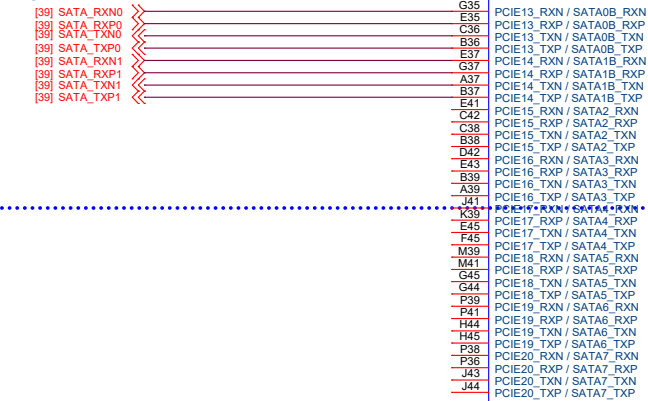 [39] SATA_RXN0 G35 PCIE13_RXN / SATA0B_RXN
[39] SATA_RXP0 E35 PCIE13_RXP / SATA0B_RXP
[39] SATA_TXN0 C36 PCIE13_TXN / SATA0B_TXN
[39] SATA_TXP0 B36 PCIE13_TXP / SATA0B_TXP
[39] SATA_RXN1 E37 PCIE14_RXN / SATA1B_RXN
[39] SATA_RXP1 G37 PCIE14_RXP / SATA1B_RXP
[39] SATA_TXN1 A37 PCIE14_TXN / SATA1B_TXN
[39] SATA_TXP1 B37 PCIE14_TXP / SATA1B_TXP
E41 PCIE15_RXN / SATA2_RXN
C42 PCIE15_RXP / SATA2_RXP
C38 PCIE15_TXN / SATA2_TXN
B38 PCIE15_TXP / SATA2_TXP
D42 PCIE16_RXN / SATA3_RXN
E43 PCIE16_RXP / SATA3_RXP
B39 PCIE16_TXN / SATA3_TXN
A39 PCIE16_TXP / SATA3_TXP
J41 PCIE17_RXN / SATA4_RXN
K39 PCIE17_RXP / SATA4_RXP
E45 PCIE17_TXN / SATA4_TXN
F45 PCIE17_TXP / SATA4_TXP
M39 PCIE18_RXN / SATA5_RXN
M41 PCIE18_RXP / SATA5_RXP
G45 PCIE18_TXN / SATA5_TXN
G44 PCIE18_TXP / SATA5_TXP
P39 PCIE19_RXN / SATA6_RXN
P41 PCIE19_RXP / SATA6_RXP
H44 PCIE19_TXN / SATA6_TXN
H45 PCIE19_TXP / SATA6_TXP
P38 PCIE20_RXN / SATA7_RXN
P36 PCIE20_RXP / SATA7_RXP
J43 PCIE20_TXN / SATA7_TXN
J44 PCIE20_TXP / SATA7_TXP